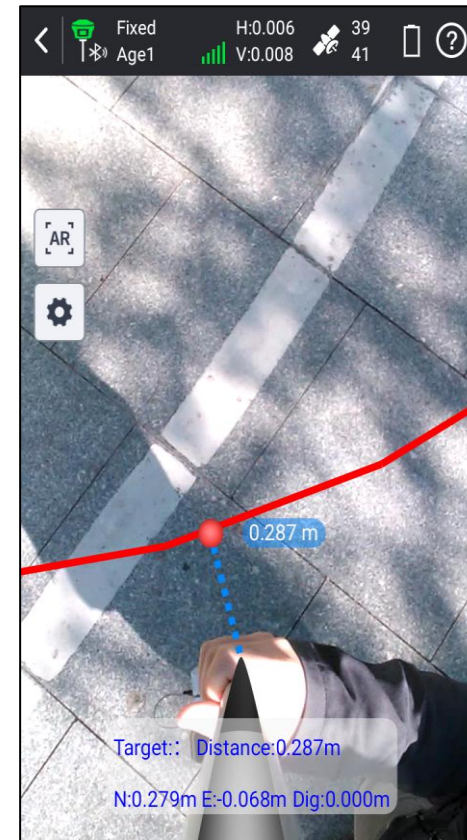 Fixed
Age1
H:0.006
V:0.008
39
41
AR
0.287 m
Target:: Distance:0.287m
N:0.279m E:-0.068m Dig:0.000m